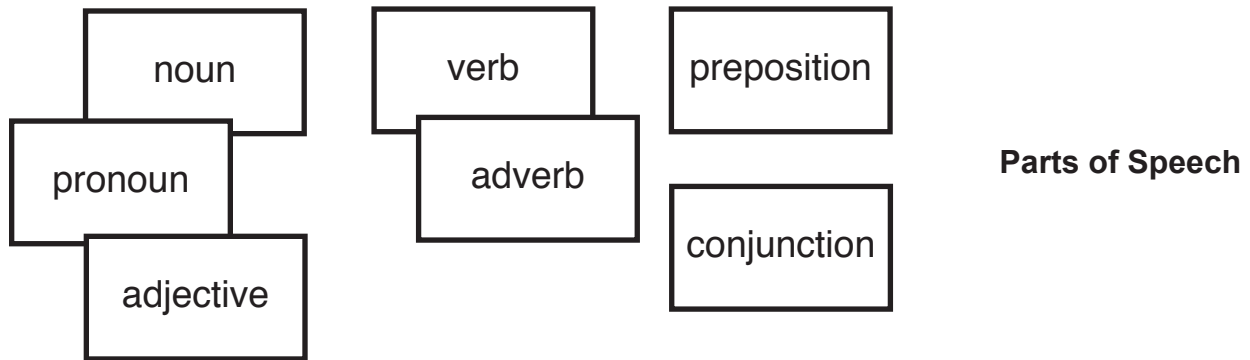 noun
pronoun
adjective
verb
adverb
preposition
conjunction
Parts of Speech